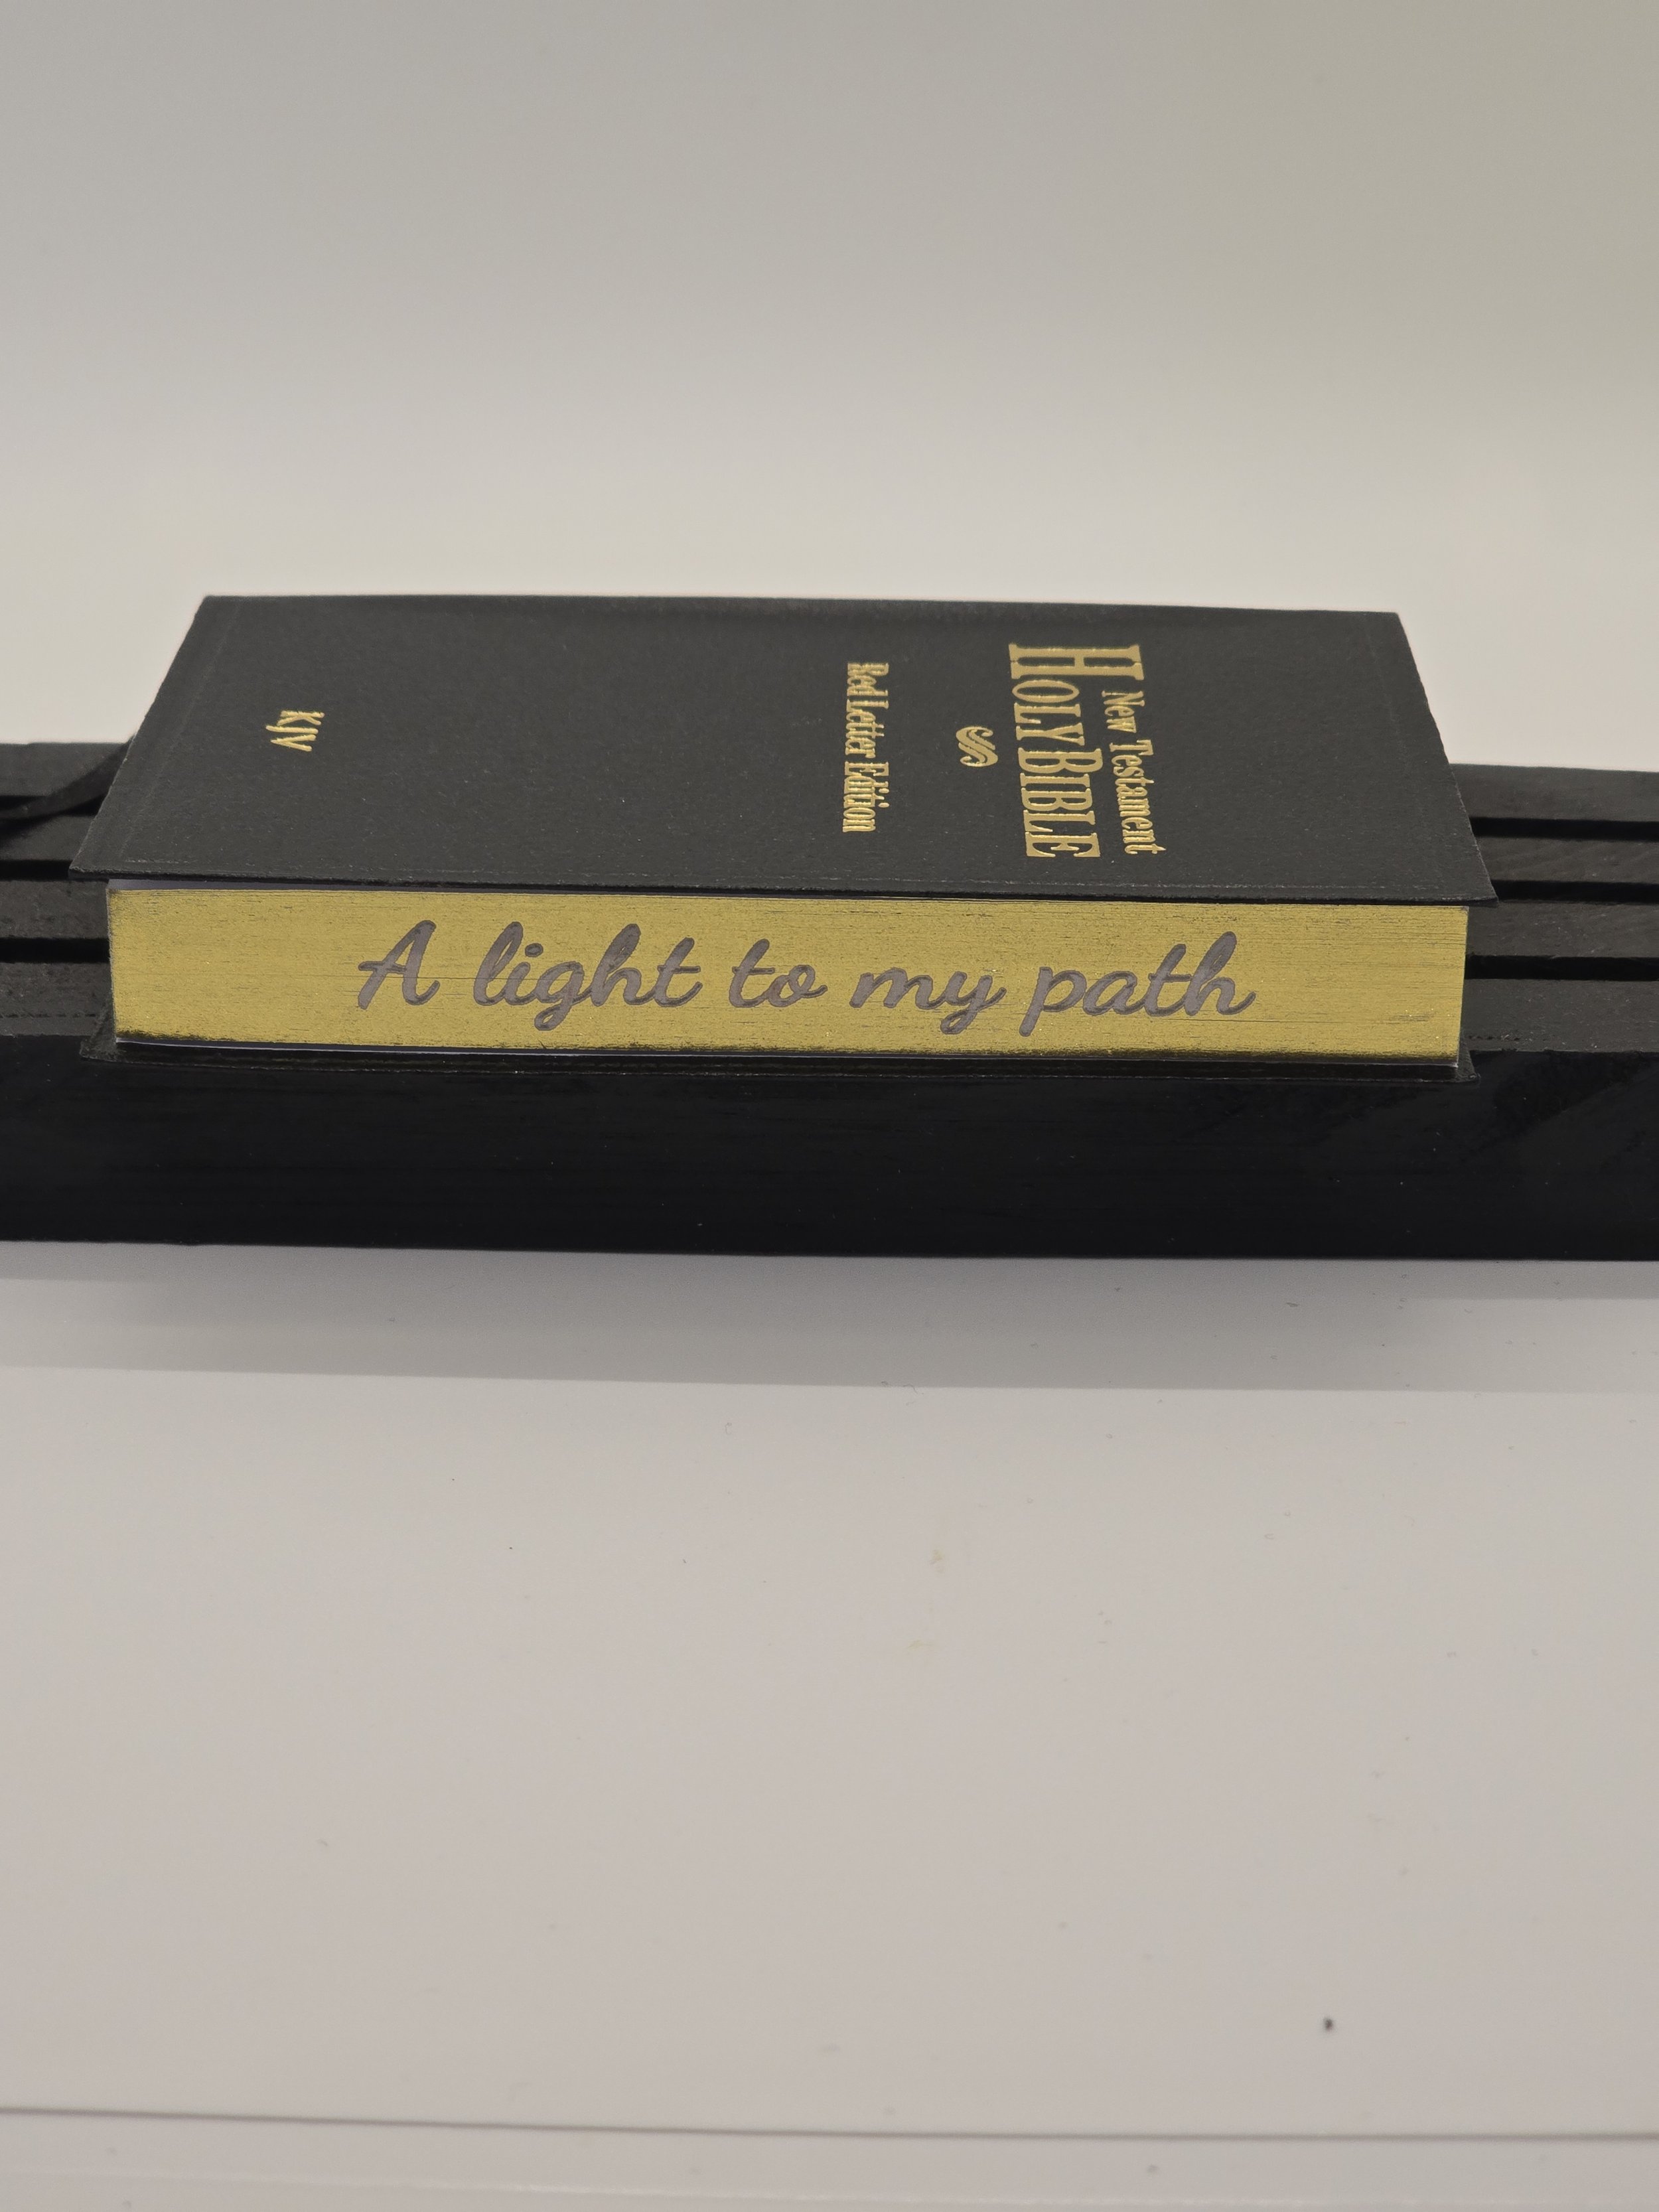 New Testament
HOLY BIBLE
Red Letter Edition
KJV
A light to my path